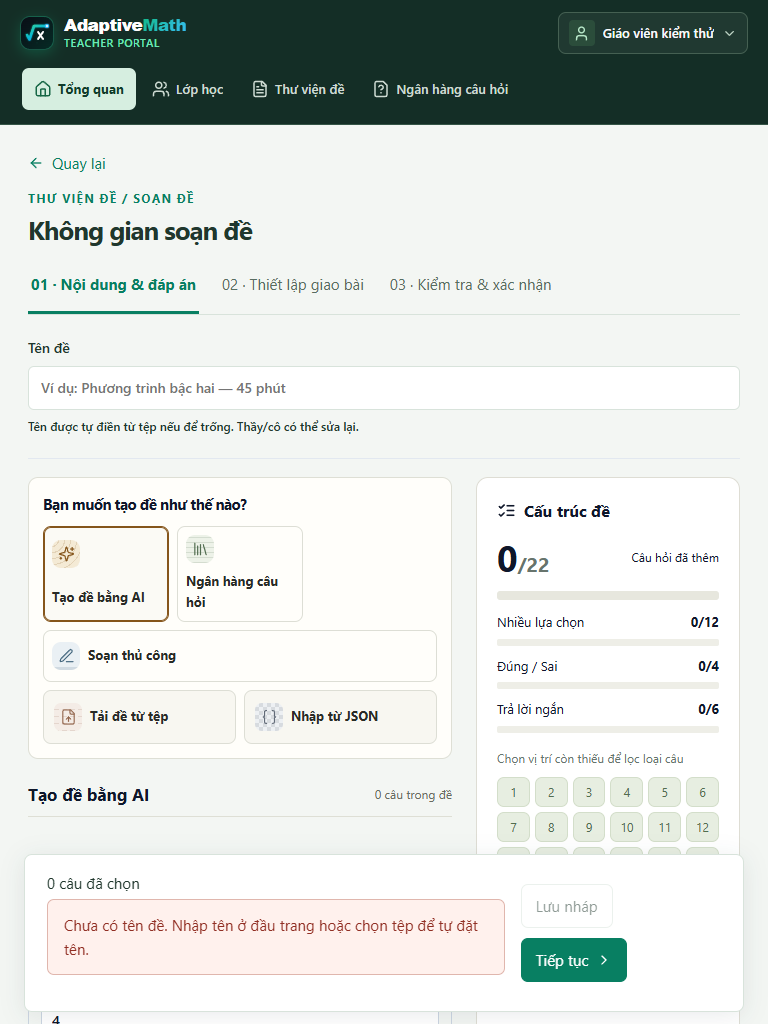 AdaptiveMath
TEACHER PORTAL
Giáo viên kiểm thử
Tổng quan
Lớp học
Thư viện đề
Ngân hàng câu hỏi
Quay lại
THƯ VIỆN ĐỀ / SOẠN ĐỀ
Không gian soạn đề
01 · Nội dung & đáp án
02 · Thiết lập giao bài
03 · Kiểm tra & xác nhận
Tên đề
Ví dụ: Phương trình bậc hai — 45 phút
Tên được tự điền từ tệp nếu để trống. Thầy/cô có thể sửa lại.
Bạn muốn tạo đề như thế nào?
Tạo đề bằng AI
Ngân hàng câu
hỏi
Soạn thủ công
Tải đề từ tệp
Nhập từ JSON
Tạo đề bằng AI
0 câu trong đề
Cấu trúc đề
0/22
Câu hỏi đã thêm
Nhiều lựa chọn 0/12
Đúng / Sai 0/4
Trả lời ngắn 0/6
Chọn vị trí còn thiếu để lọc loại câu
1 2 3 4 5 6
7 8 9 10 11 12
0 câu đã chọn
Chưa có tên đề. Nhập tên ở đầu trang hoặc chọn tệp để tự đặt
tên.
Lưu nháp
Tiếp tục
4